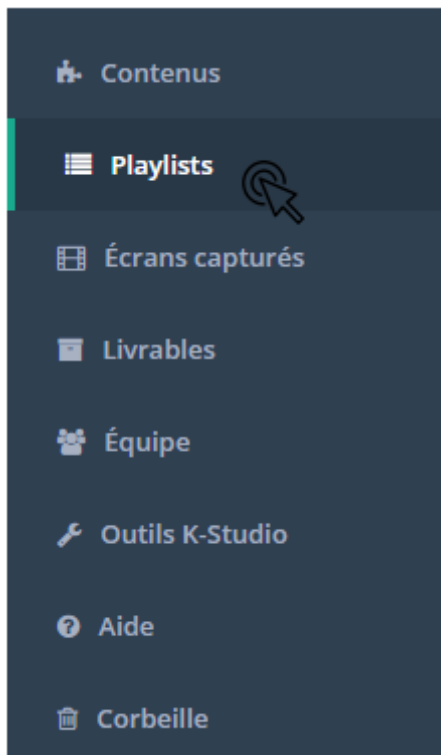 Contenus
Playlists
Écrans capturés
Livrables
Équipe
Outils K-Studio
Aide
Corbeille